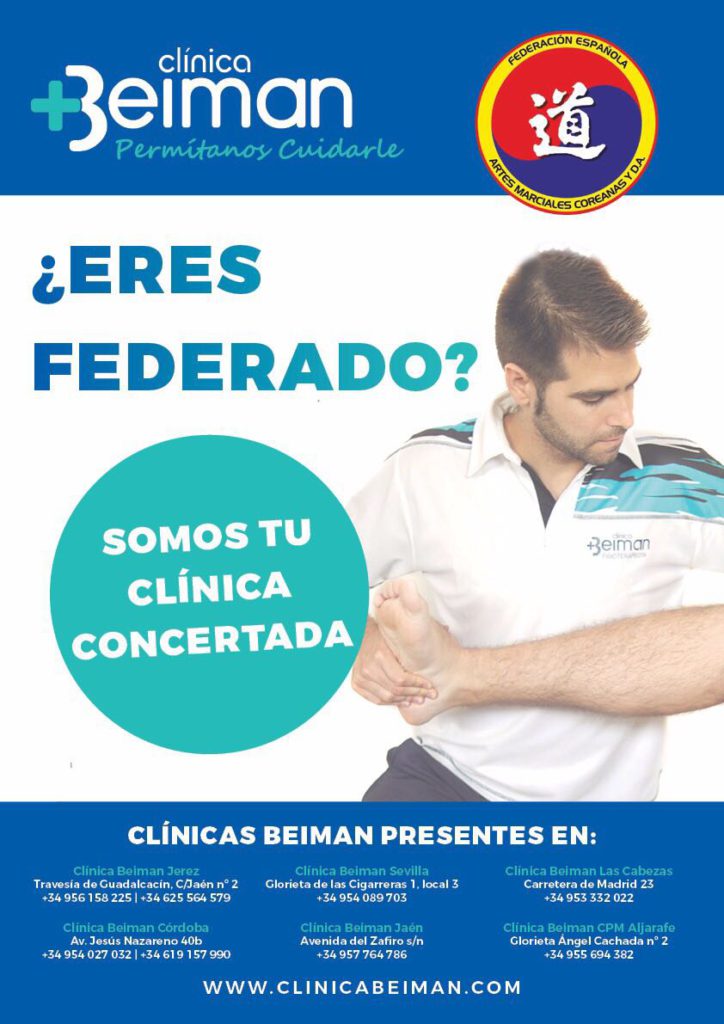 clínica
Beiman
Permítanos Cuidarle
FEDERACIÓN ESPAÑOLA
道
ARTES MARCIALES COREANAS Y D.A.
¿ERES
FEDERADO?
SOMOS TU
CLÍNICA
CONCERTADA
clínica
Beiman
FISIOTERAPEUTA
CLÍNICAS BEIMAN PRESENTES EN:
Clínica Beiman Jerez
Travesía de Guadalcacín, C/Jaén nº 2
+34 956 158 225 | +34 625 564 579
Clínica Beiman Sevilla
Glorieta de las Cigarreras 1, local 3
+34 954 089 703
Clínica Beiman Las Cabezas
Carretera de Madrid 23
+34 953 332 022
Clínica Beiman Córdoba
Av. Jesús Nazareno 40b
+34 954 027 032 | +34 619 157 990
Clínica Beiman Jaén
Avenida del Zafiro s/n
+34 957 764 786
Clínica Beiman CPM Aljarafe
Glorieta Ángel Cachada nº 2
+34 955 694 382
WWW.CLINICABEIMAN.COM